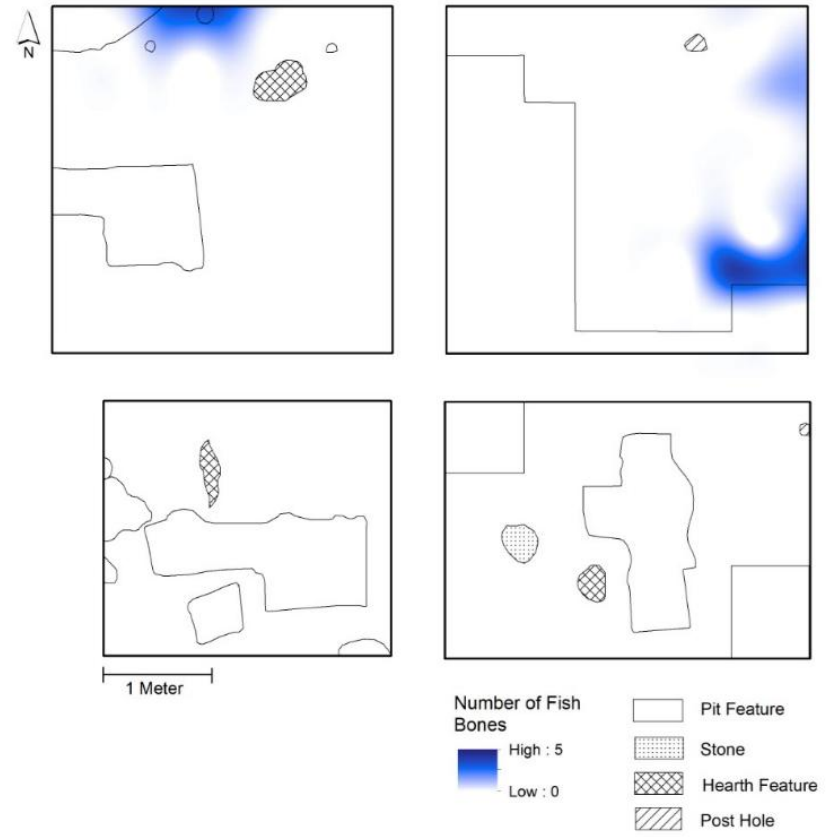 N
1 Meter
Number of Fish
Bones
High : 5
Low : 0
Pit Feature
Stone
Hearth Feature
Post Hole